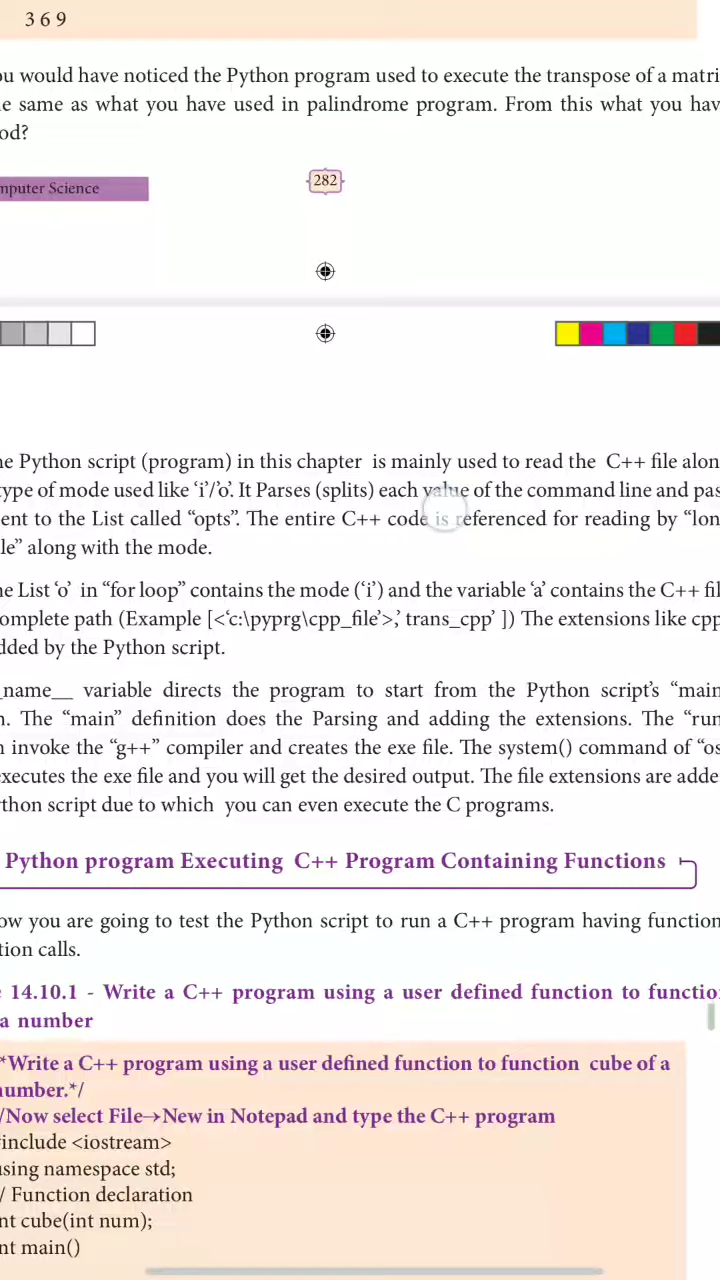 3 6 9
ou would have noticed the Python program used to execute the transpose of a matri
e same as what you have used in palindrome program. From this what you hav
od?
mputer Science
282
he Python script (program) in this chapter is mainly used to read the C++ file alon
type of mode used like ‘i’/‘o’. It Parses (splits) each value of the command line and pas
ent to the List called “opts”. The entire C++ code is referenced for reading by “lon
le” along with the mode.
he List ‘o’ in “for loop” contains the mode (‘i’) and the variable ‘a’ contains the C++ fil
omplete path (Example [<‘c:\pyprg\cpp_file’>,’ trans_cpp’ ]) The extensions like cpp
dded by the Python script.
_name__ variable directs the program to start from the Python script’s “main
n. The “main” definition does the Parsing and adding the extensions. The “run
n invoke the “g++” compiler and creates the exe file. The system() command of “os
executes the exe file and you will get the desired output. The file extensions are adde
ython script due to which you can even execute the C programs.
Python program Executing C++ Program Containing Functions
ow you are going to test the Python script to run a C++ program having function
tion calls.
e 14.10.1 - Write a C++ program using a user defined function to functio
a number
*Write a C++ program using a user defined function to function cube of a
number.*/
/Now select File→New in Notepad and type the C++ program
include <iostream>
using namespace std;
/ Function declaration
nt cube(int num);
nt main()